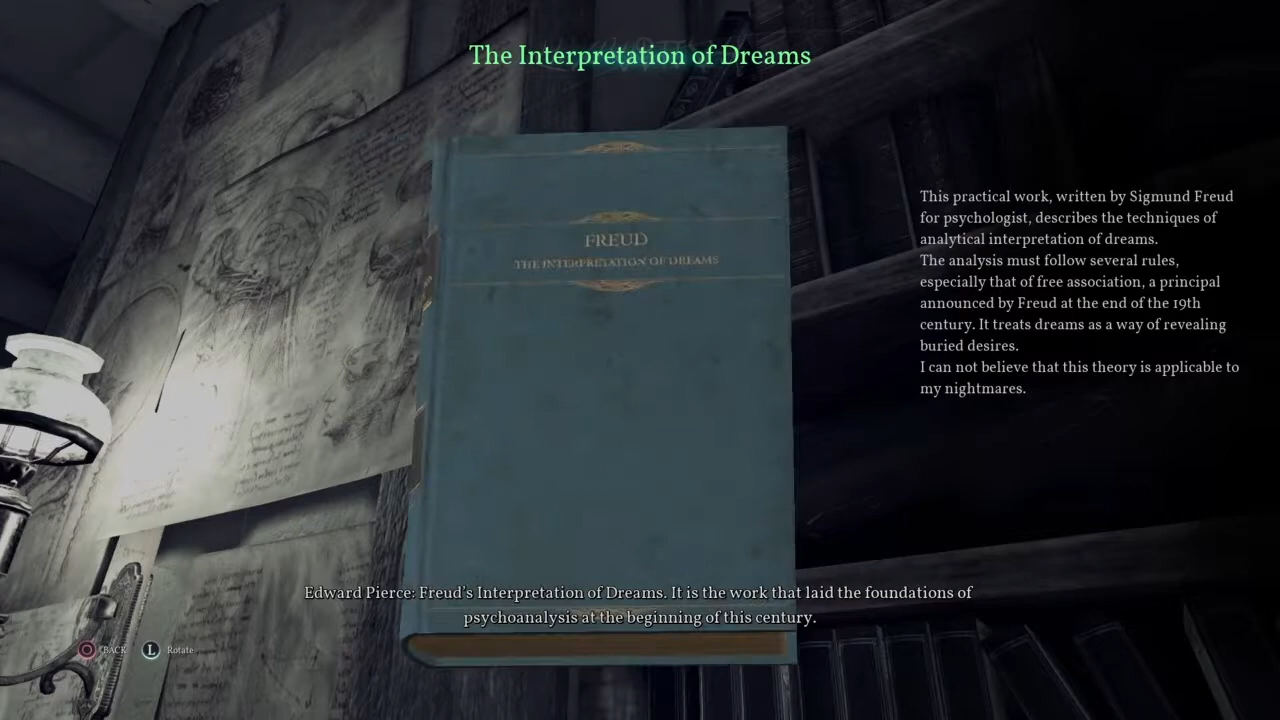 The Interpretation of Dreams
FREUD
THE INTERPRETATION OF DREAMS
This practical work, written by Sigmund Freud
for psychologist, describes the techniques of
analytical interpretation of dreams.
The analysis must follow several rules,
especially that of free association, a principal
announced by Freud at the end of the 19th
century. It treats dreams as a way of revealing
buried desires.
I can not believe that this theory is applicable to
my nightmares.
Edward Pierce: Freud's Interpretation of Dreams. It is the work that laid the foundations of
psychoanalysis at the beginning of this century.
BACK L Rotate